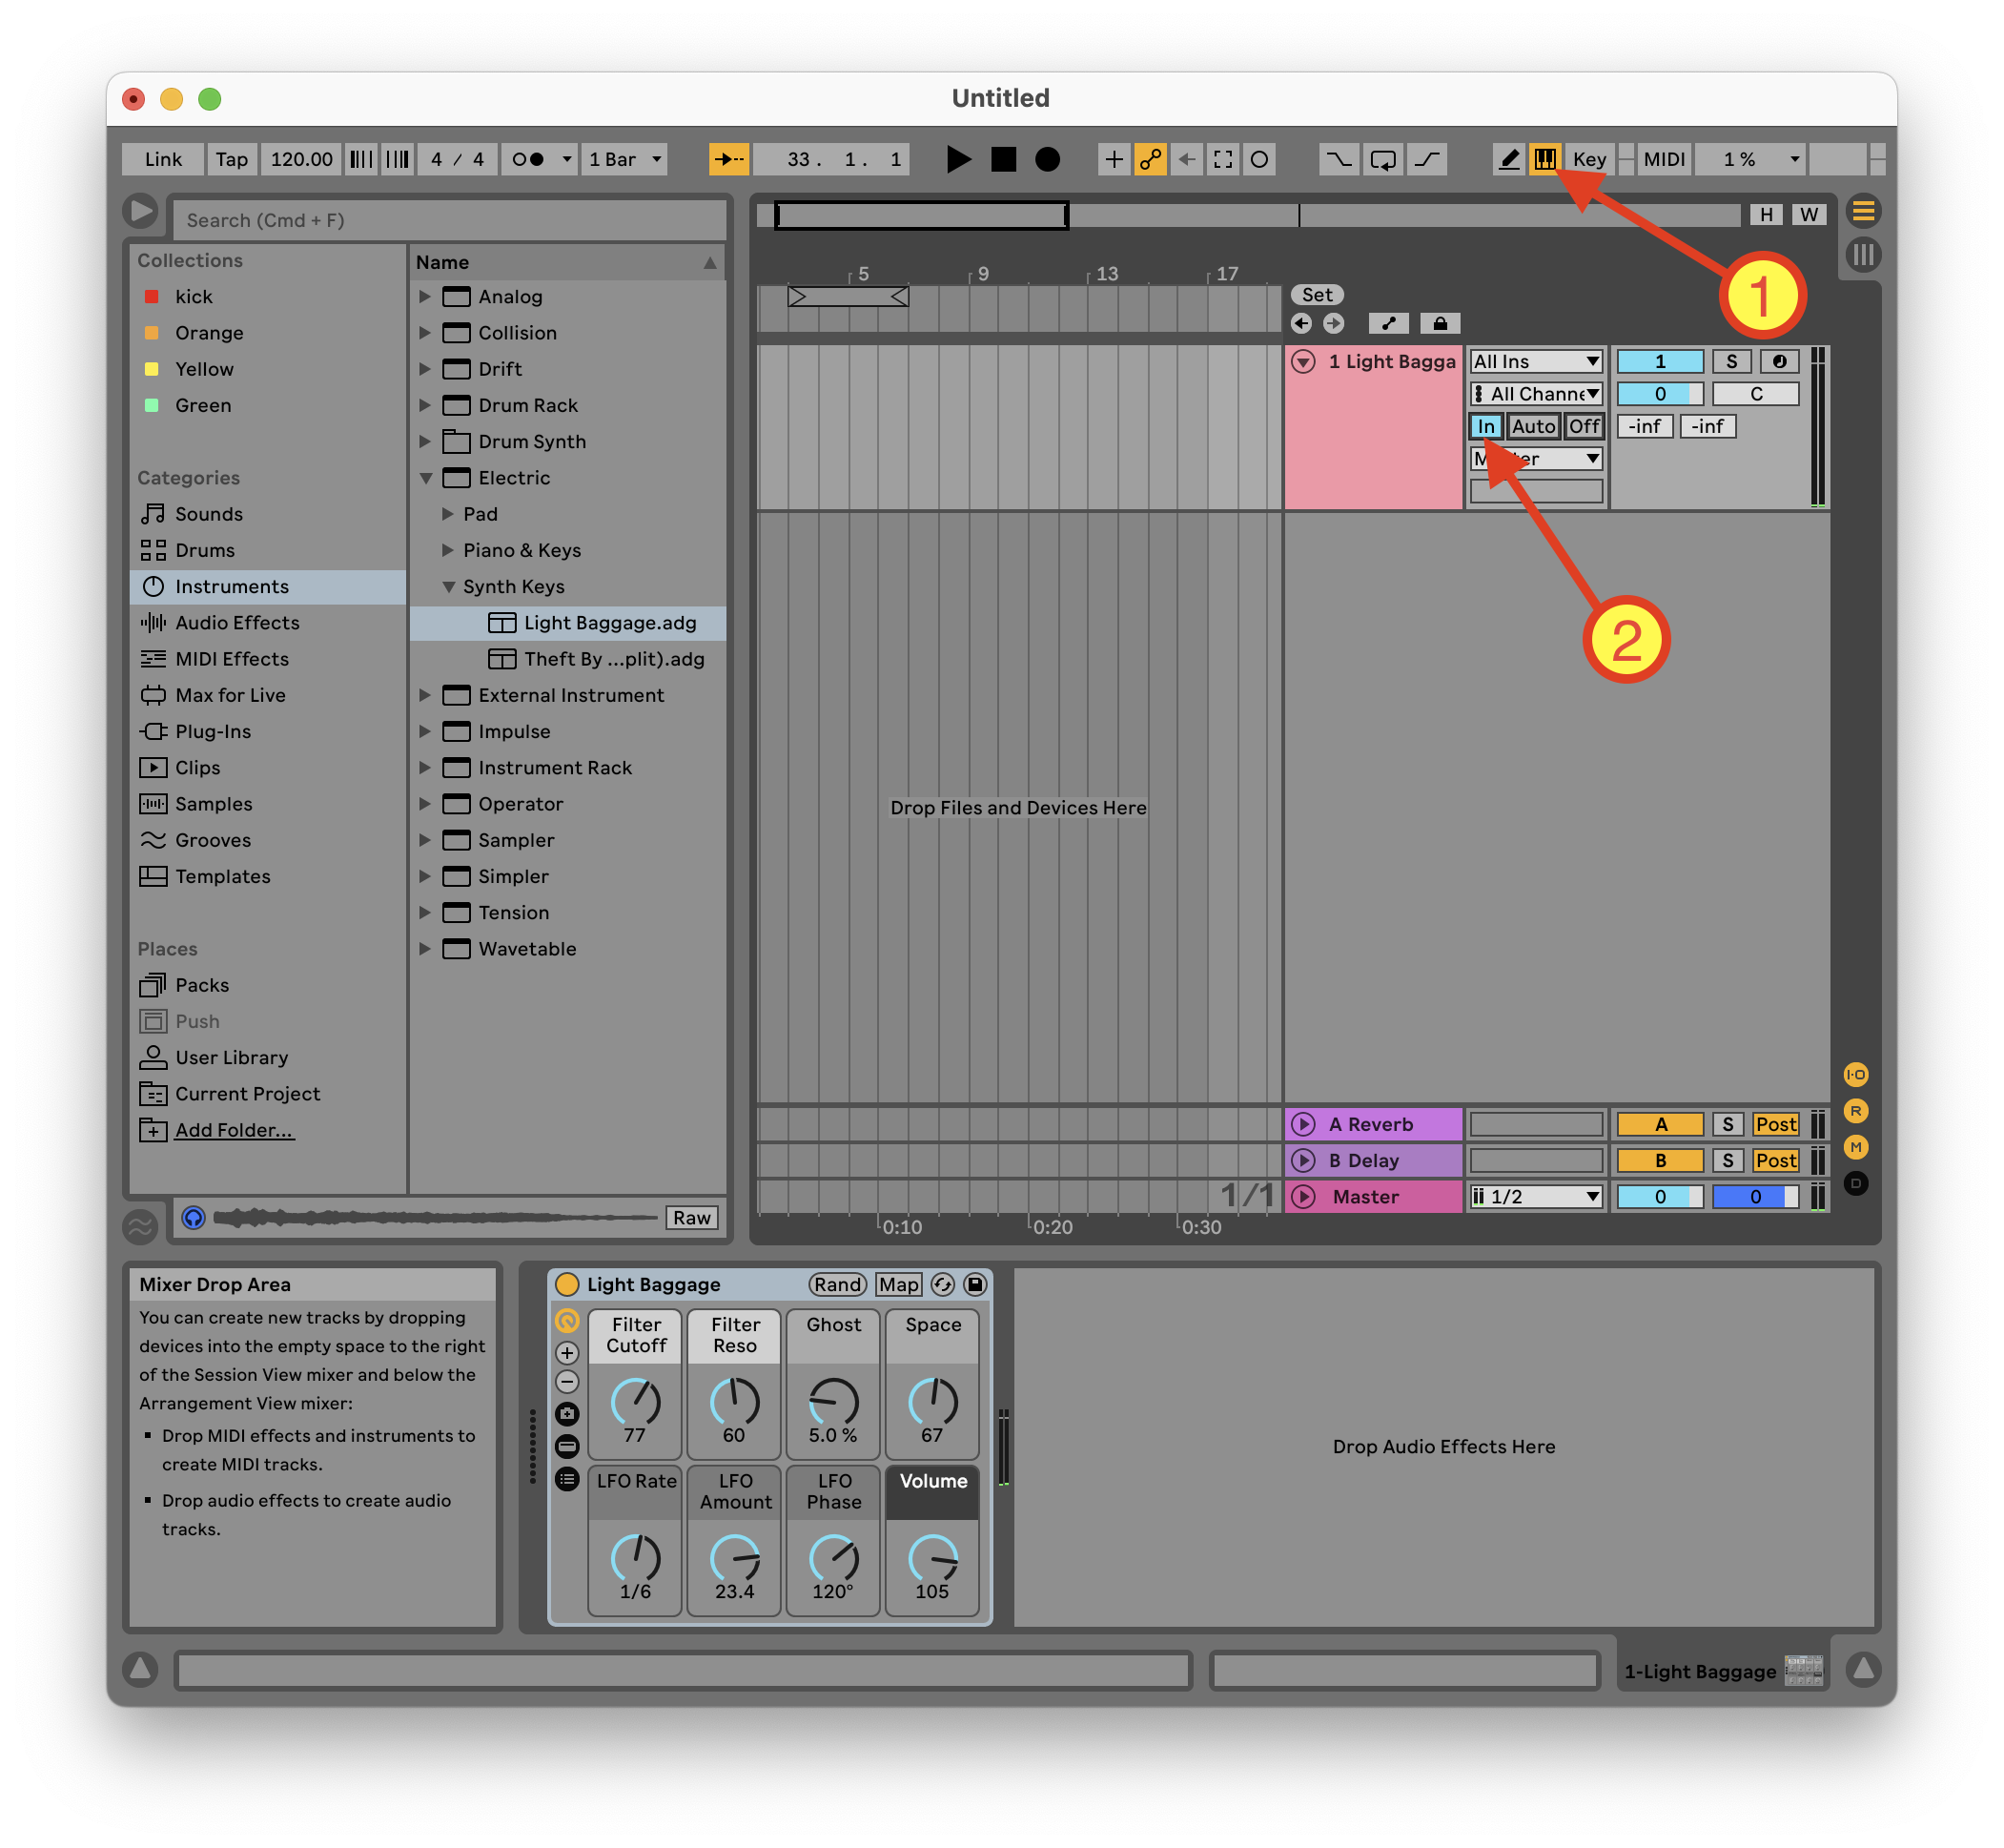 Untitled
Link Tap 120.00 4 / 4 1 Bar 33. 1. 1 Key MIDI 1 %
Search (Cmd + F)
H W
Collections
kick
Orange
Yellow
Green
Categories
Sounds
Drums
Instruments
Audio Effects
MIDI Effects
Max for Live
Plug-Ins
Clips
Samples
Grooves
Templates
Places
Packs
Push
User Library
Current Project
Add Folder...
Name
Analog
Collision
Drift
Drum Rack
Drum Synth
Electric
Pad
Piano & Keys
Synth Keys
Light Baggage.adg
Theft By ...plit).adg
External Instrument
Impulse
Instrument Rack
Operator
Sampler
Simpler
Tension
Wavetable
Raw
5 9 13 17
Set
1
1 Light Bagga All Ins 1 S
All Channe 0 C
In Auto Off -inf -inf
2
Drop Files and Devices Here
I·O
R
M
D
A Reverb A S Post
B Delay B S Post
1/1 Master 1/2 0 0
0:10 0:20 0:30
Mixer Drop Area
You can create new tracks by dropping
devices into the empty space to the right
of the Session View mixer and below the
Arrangement View mixer:
Drop MIDI effects and instruments to
create MIDI tracks.
Drop audio effects to create audio
tracks.
Light Baggage Rand Map
Filter Cutoff Filter Reso Ghost Space
77 60 5.0 % 67
LFO Rate LFO Amount LFO Phase Volume
1/6 23.4 120° 105
Drop Audio Effects Here
1-Light Baggage